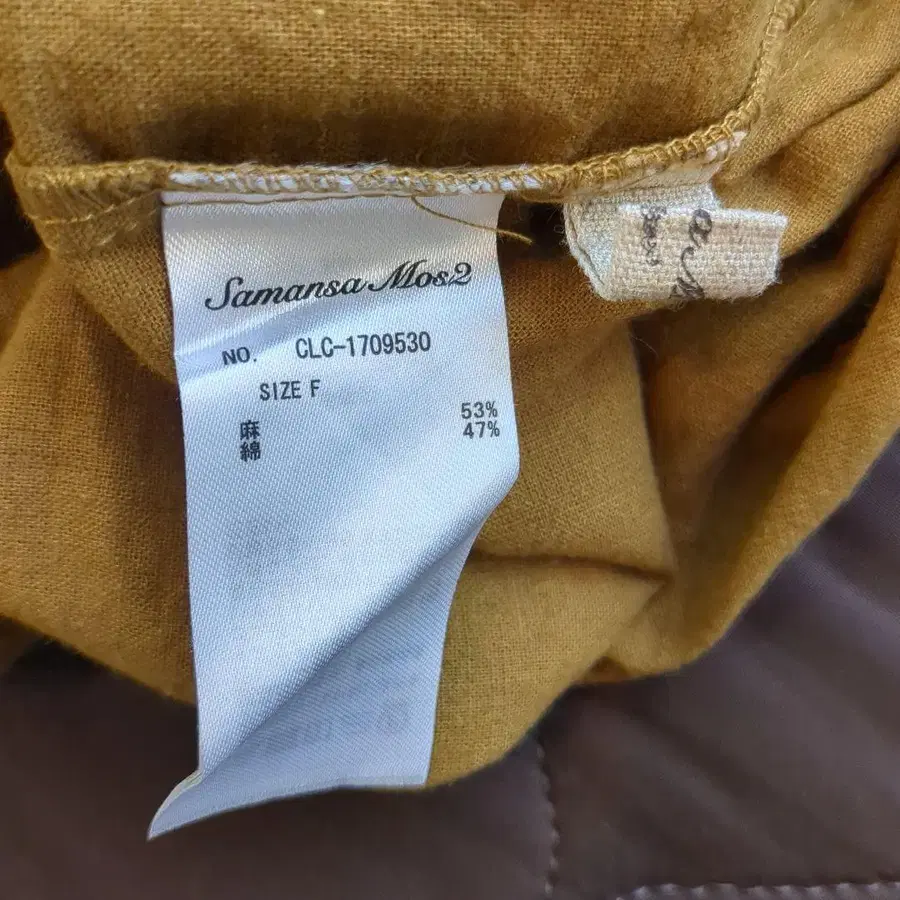 Samansa Mos2
NO. CLC-1709530
SIZE F
麻 53%
綿 47%